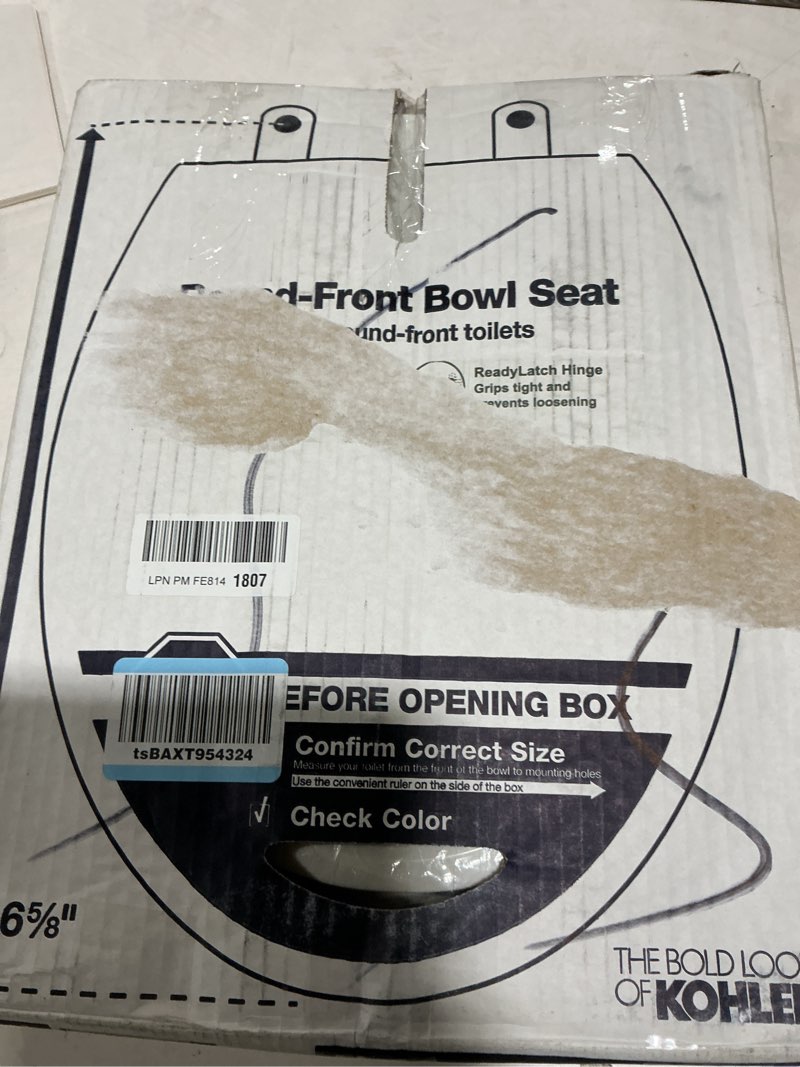 -Front Bowl Seat
und-front toilets
ReadyLatch Hinge
Grips tight and
events loosening
LPN PM FE814 1807
EFORE OPENING BOX
tsBAXT954324
Confirm Correct Size
Measure your toilet from the front of the bowl to mounting holes
Use the convenient ruler on the side of the box
Check Color
6⅝"
THE BOLD LOO
OF KOHLE